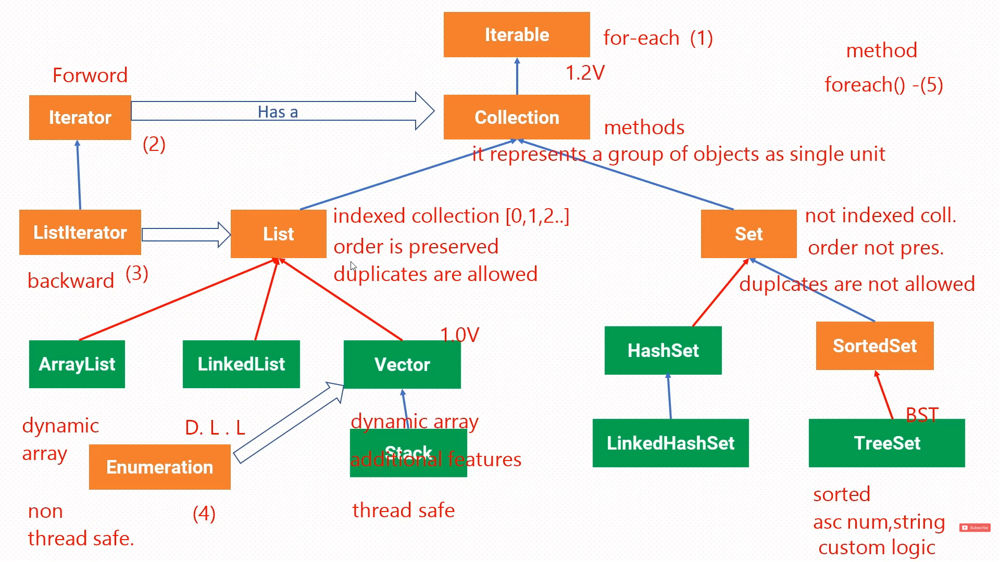 Iterable
for-each (1)
method
1.2V
Forword
foreach() -(5)
Iterator
Has a
Collection
methods
(2)
it represents a group of objects as single unit
ListIterator
List
indexed collection [0,1,2..]
Set
not indexed coll.
order is preserved
order not pres.
backward
(3)
duplicates are allowed
duplcates are not allowed
1.0V
ArrayList
LinkedList
Vector
HashSet
SortedSet
dynamic
array
D. L . L
dynamic array
BST
Enumeration
Stack
additional features
LinkedHashSet
TreeSet
non
thread safe.
(4)
thread safe
sorted
asc num,string
custom logic
Subscribe